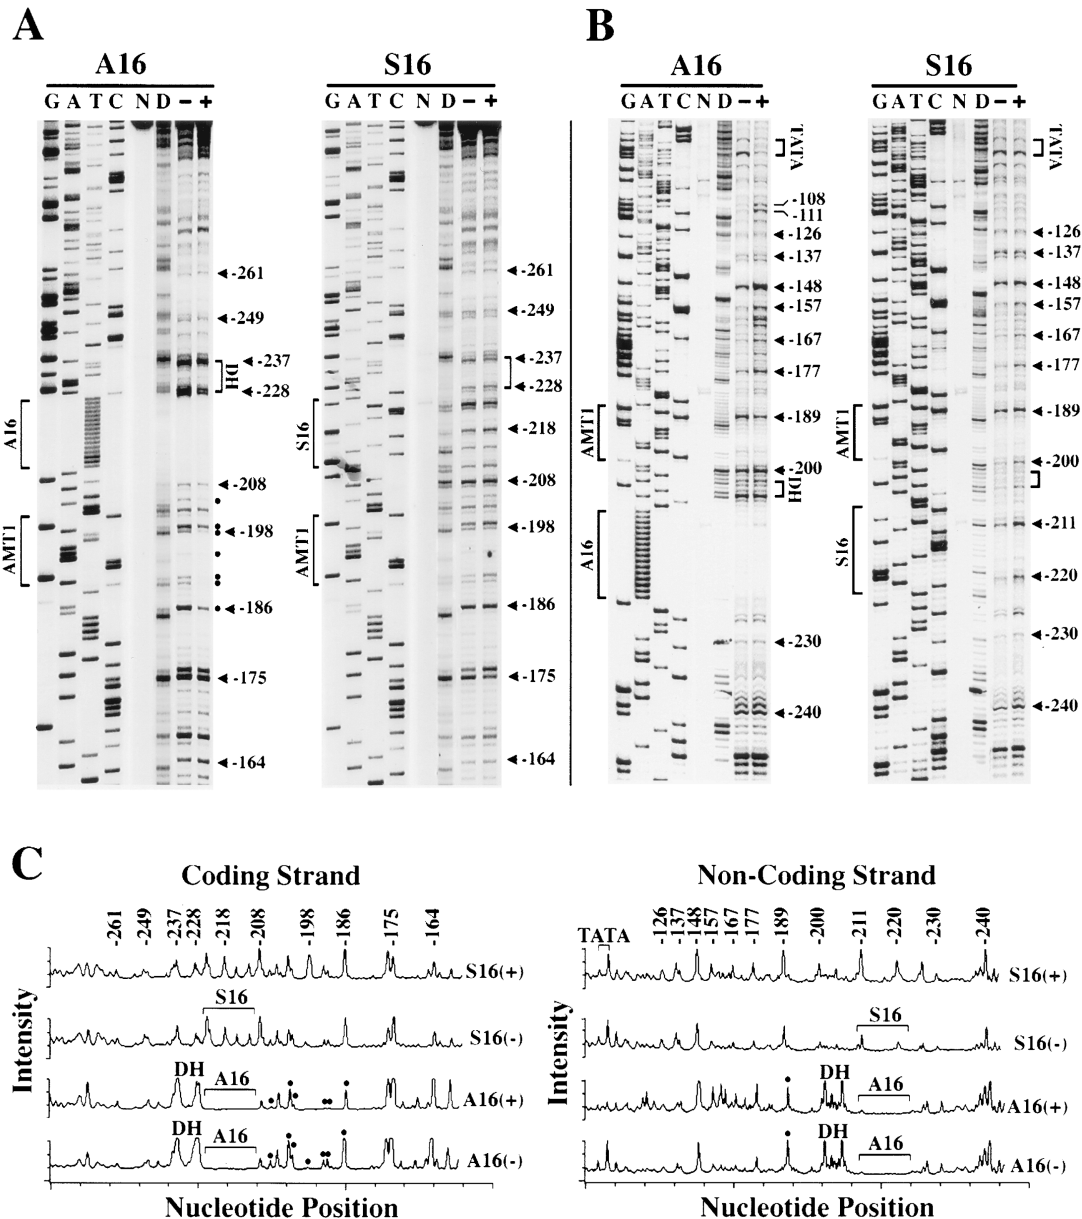 A
B
A16
S16
A16
S16
G A T C N D − +
G A T C N D − +
G A T C N D − +
G A T C N D − +
-261
-249
-237
DH
-228
A16
-208
AMT1
-198
-186
-175
-164
-261
-249
-237
-228
S16
-218
-208
AMT1
-198
-186
-175
-164
TATA
-108
-111
-126
-137
-148
-157
-167
-177
AMT1
-189
-200
DH
A16
-230
-240
TATA
-126
-137
-148
-157
-167
-177
AMT1
-189
-200
-211
S16
-220
-230
-240
C
Coding Strand
-261 -249 -237 -228 -218 -208 -198 -186 -175 -164
S16(+)
S16
S16(-)
DH A16
A16(+)
DH A16
A16(-)
Intensity
Nucleotide Position
Non-Coding Strand
TATA -126 -137 -148 -157 -167 -177 -189 -200 -211 -220 -230 -240
S16(+)
S16
S16(-)
DH
A16
A16(+)
DH
A16
A16(-)
Intensity
Nucleotide Position